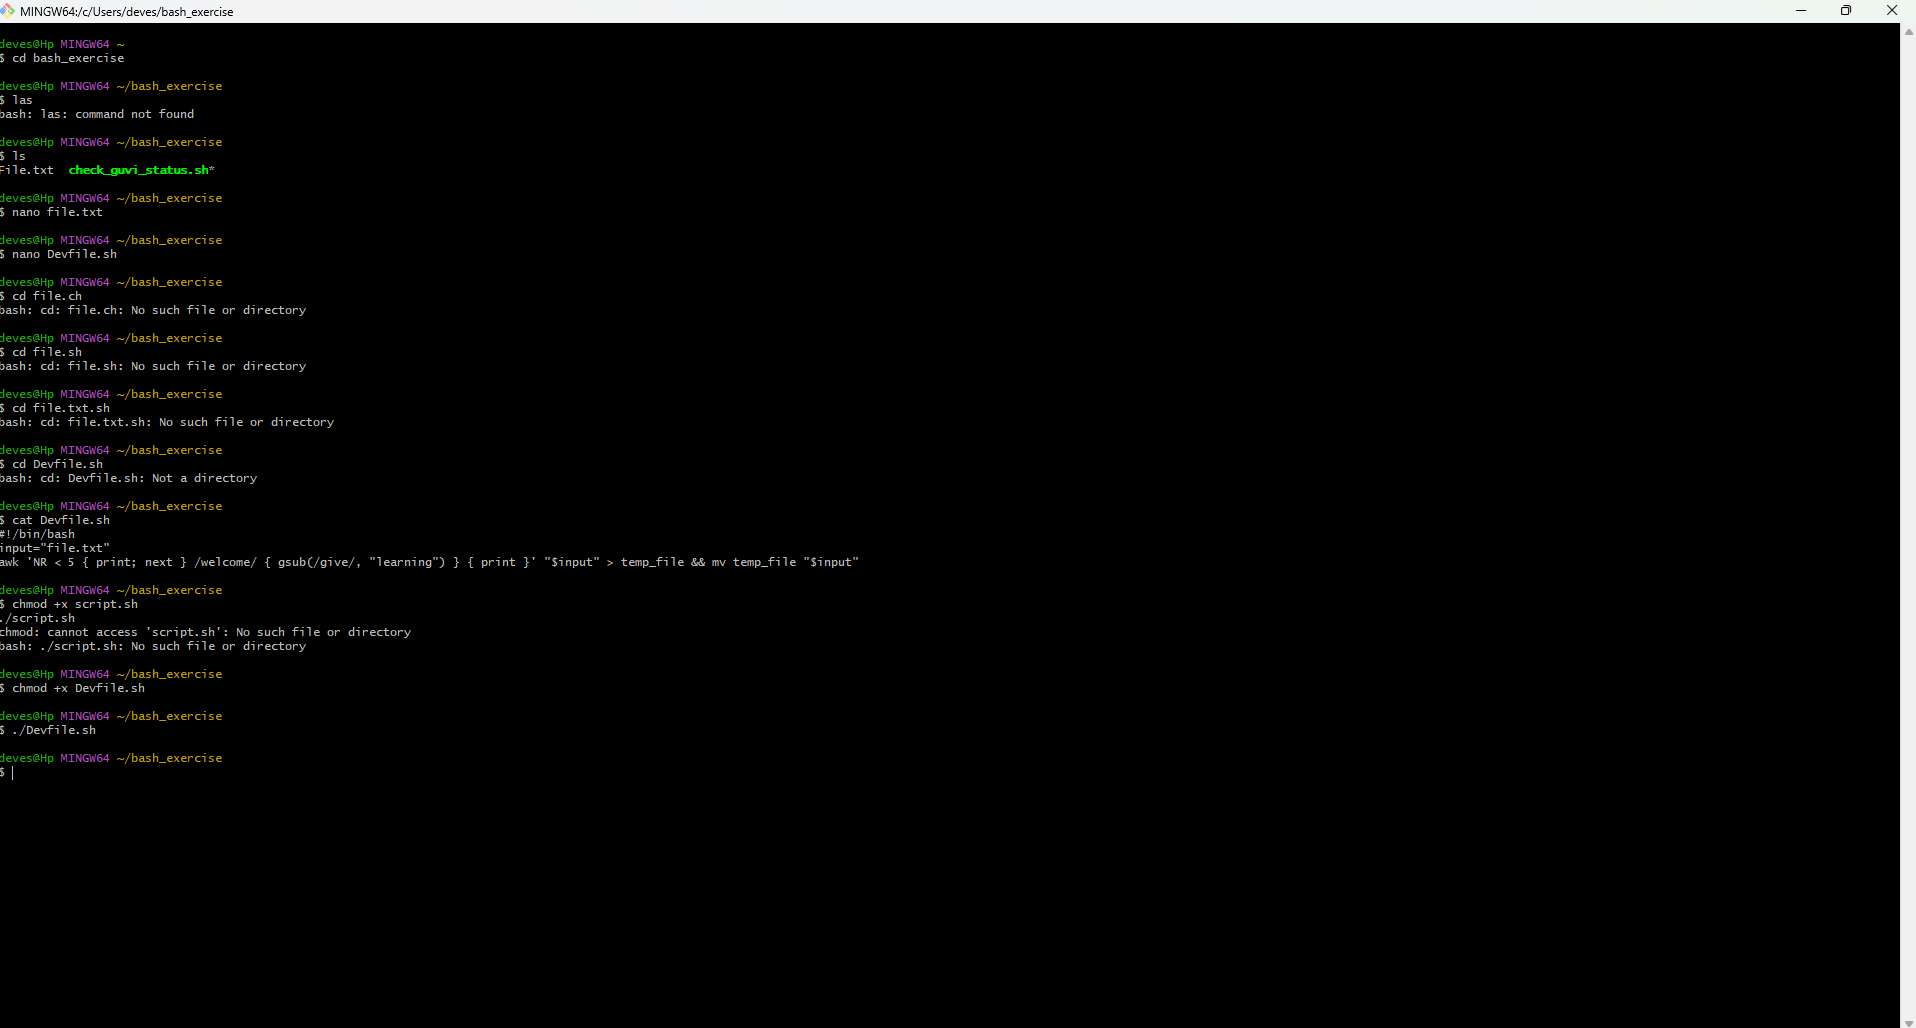 MINGW64:/c/Users/deves/bash_exercise
deves@Hp MINGW64 ~
$ cd bash_exercise
deves@Hp MINGW64 ~/bash_exercise
$ las
bash: las: command not found
deves@Hp MINGW64 ~/bash_exercise
$ ls
File.txt check_guvi_status.sh*
deves@Hp MINGW64 ~/bash_exercise
$ nano file.txt
deves@Hp MINGW64 ~/bash_exercise
$ nano Devfile.sh
deves@Hp MINGW64 ~/bash_exercise
$ cd file.ch
bash: cd: file.ch: No such file or directory
deves@Hp MINGW64 ~/bash_exercise
$ cd file.sh
bash: cd: file.sh: No such file or directory
deves@Hp MINGW64 ~/bash_exercise
$ cd file.txt.sh
bash: cd: file.txt.sh: No such file or directory
deves@Hp MINGW64 ~/bash_exercise
$ cd Devfile.sh
bash: cd: Devfile.sh: Not a directory
deves@Hp MINGW64 ~/bash_exercise
$ cat Devfile.sh
#!/bin/bash
input="file.txt"
awk 'NR < 5 { print; next } /welcome/ { gsub(/give/, "learning") } { print }' "$input" > temp_file && mv temp_file "$input"
deves@Hp MINGW64 ~/bash_exercise
$ chmod +x script.sh
./script.sh
chmod: cannot access 'script.sh': No such file or directory
bash: ./script.sh: No such file or directory
deves@Hp MINGW64 ~/bash_exercise
$ chmod +x Devfile.sh
deves@Hp MINGW64 ~/bash_exercise
$ ./Devfile.sh
deves@Hp MINGW64 ~/bash_exercise
$